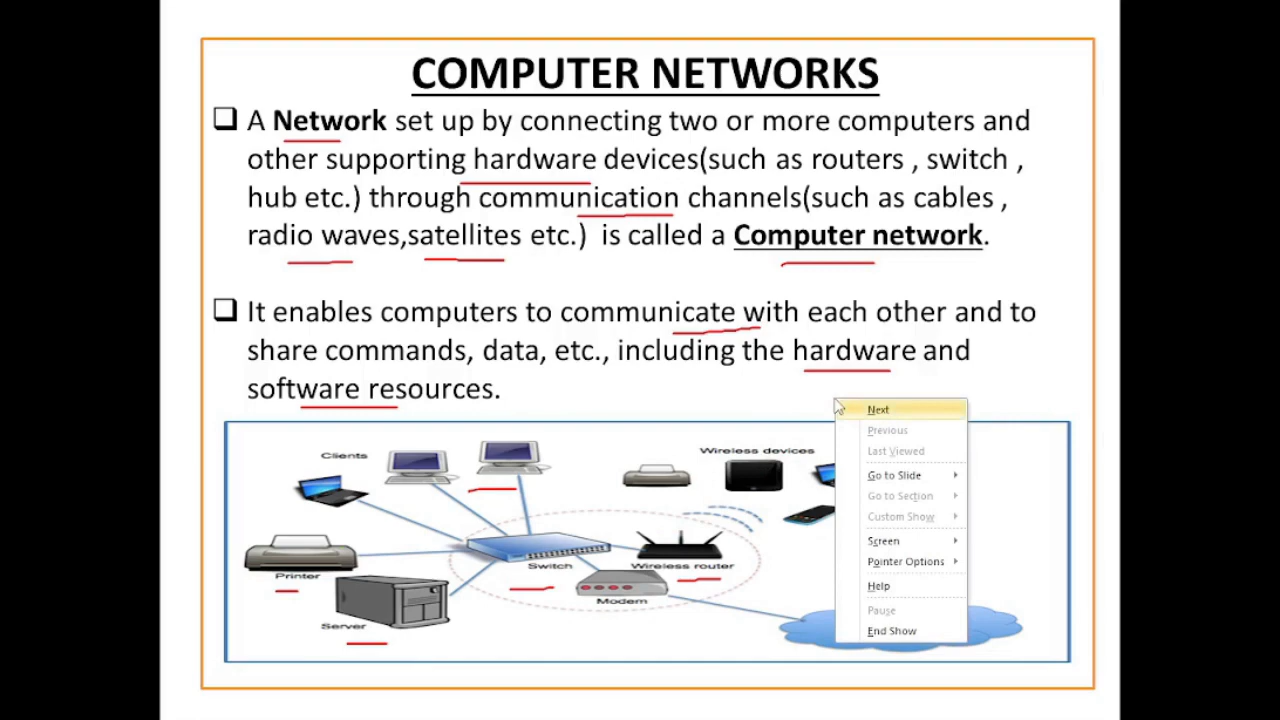 COMPUTER NETWORKS
A Network set up by connecting two or more computers and
other supporting hardware devices(such as routers , switch ,
hub etc.) through communication channels(such as cables ,
radio waves,satellites etc.) is called a Computer network.
It enables computers to communicate with each other and to
share commands, data, etc., including the hardware and
software resources.
Clients
Wireless devices
Printer
Switch
Wireless router
Modem
Server
Next
Previous
Last Viewed
Go to Slide
Go to Section
Custom Show
Screen
Pointer Options
Help
Pause
End Show